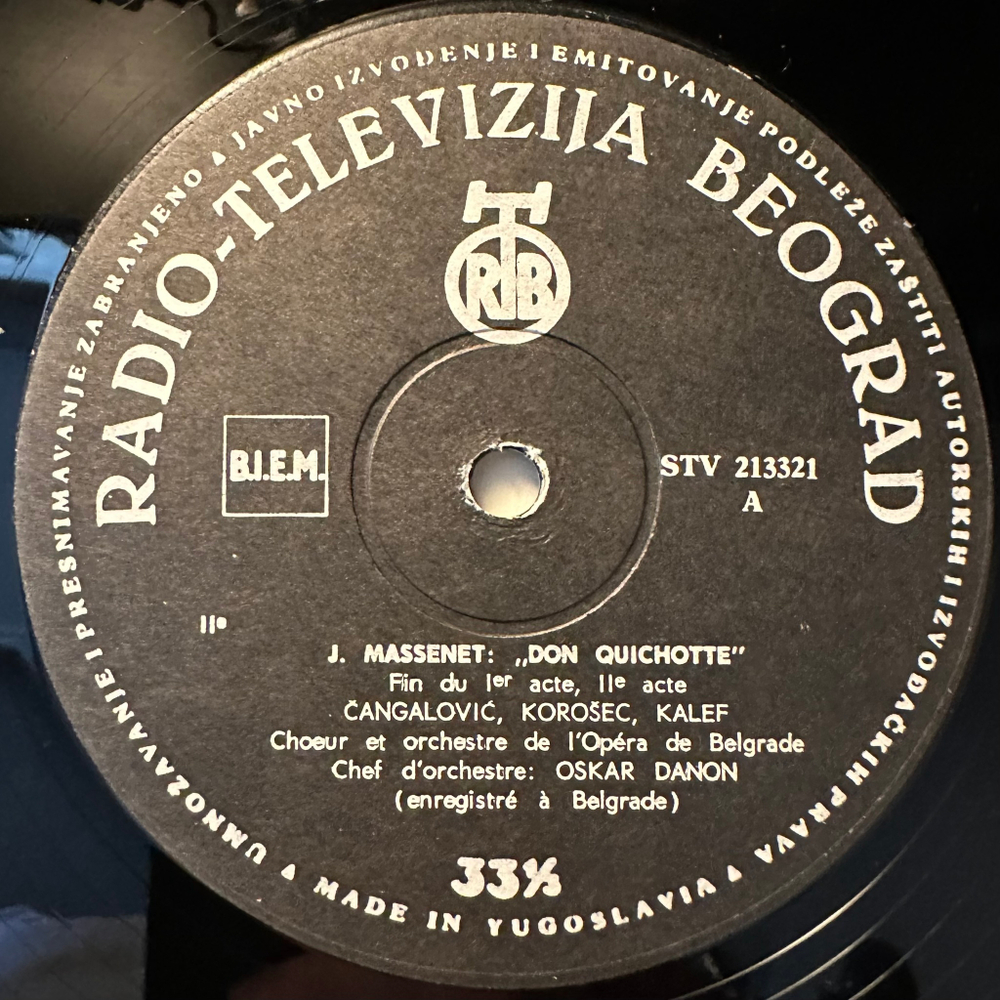 UMNOŽAVANJE I PRESNIMAVANJE ZABRANJENO ▲ JAVNO IZVOĐENJE I EMITOVANJE PODLEŽE ZAŠTITI AUTORSKIH I IZVOĐAČKIH PRAVA ▲ MADE IN YUGOSLAVIA ▲
RADIO-TELEVIZIJA BEOGRAD
RTB
B.I.E.M.
STV 213321
A
IIe
J. MASSENET: „DON QUICHOTTE”
Fin du Ier acte, IIe acte
ČANGALOVIĆ, KOROŠEC, KALEF
Choeur et orchestre de l'Opéra de Belgrade
Chef d'orchestre: OSKAR DANON
(enregistré à Belgrade)
33⅓